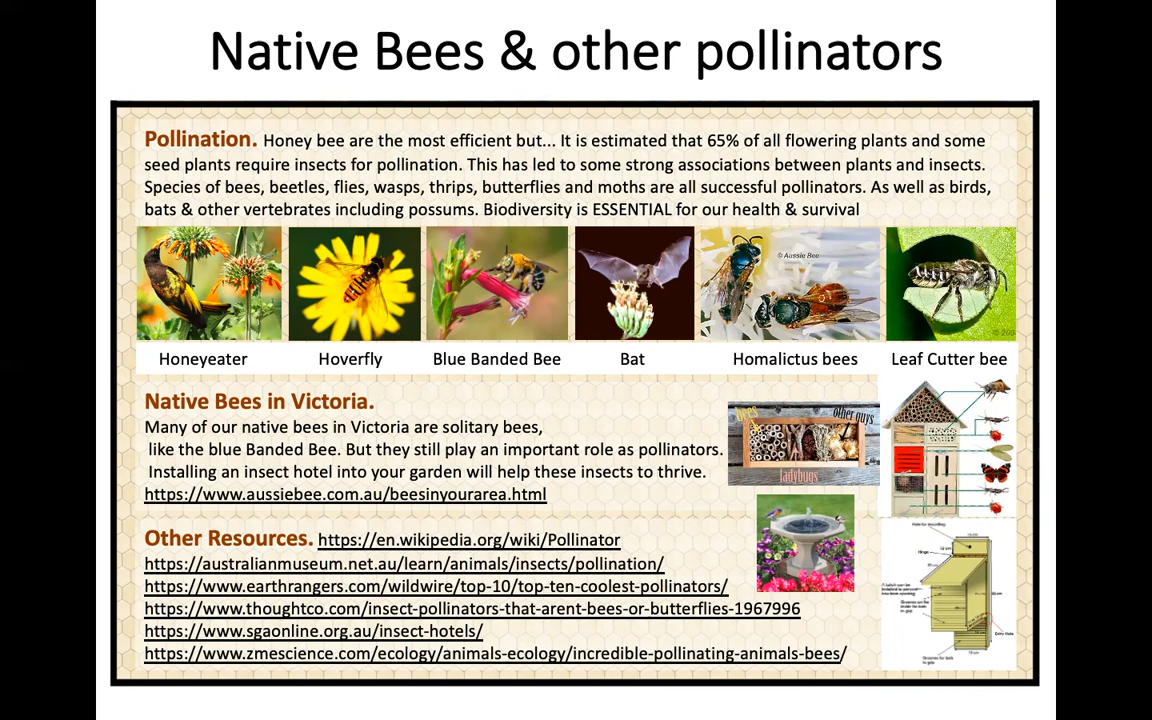 Native Bees & other pollinators
Pollination. Honey bee are the most efficient but... It is estimated that 65% of all flowering plants and some
seed plants require insects for pollination. This has led to some strong associations between plants and insects.
Species of bees, beetles, flies, wasps, thrips, butterflies and moths are all successful pollinators. As well as birds,
bats & other vertebrates including possums. Biodiversity is ESSENTIAL for our health & survival
© Aussie Bee
Honeyeater
Hoverfly
Blue Banded Bee
Bat
Homalictus bees
Leaf Cutter bee
Native Bees in Victoria.
Many of our native bees in Victoria are solitary bees,
like the blue Banded Bee. But they still play an important role as pollinators.
Installing an insect hotel into your garden will help these insects to thrive.
https://www.aussiebee.com.au/beesinyourarea.html
bees
other guys
ladybugs
Other Resources. https://en.wikipedia.org/wiki/Pollinator
https://australianmuseum.net.au/learn/animals/insects/pollination/
https://www.earthrangers.com/wildwire/top-10/top-ten-coolest-pollinators/
https://www.thoughtco.com/insect-pollinators-that-arent-bees-or-butterflies-1967996
https://www.sgaonline.org.au/insect-hotels/
https://www.zmescience.com/ecology/animals-ecology/incredible-pollinating-animals-bees/
Hinge
Entry Hole